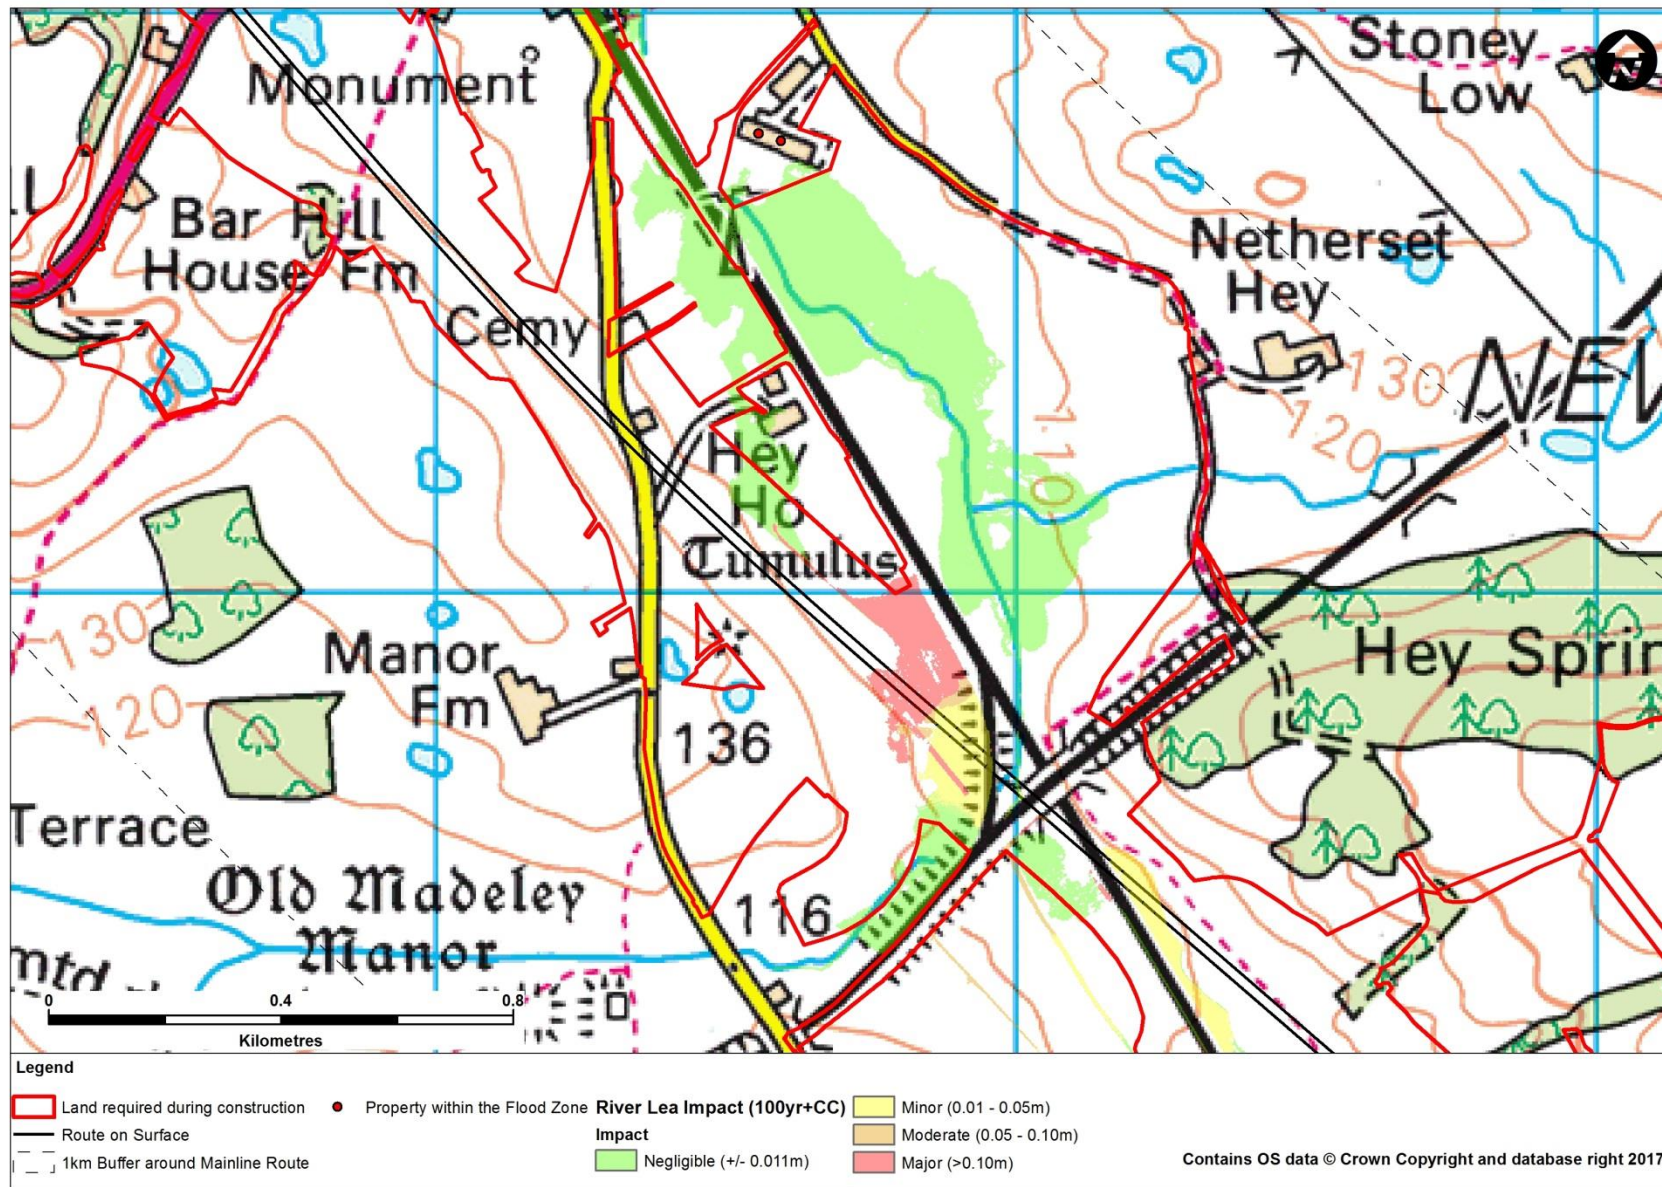 Stoney
Low
N
Monument
Bar Hill
House Fm
Netherset
Hey
Cemy
130
120
NEW
110
Hey
Ho
Tumulus
130
120
Manor
Fm
Hey Sprin
136
Terrace
Old Madeley
Manor
116
mtd
0 0.4 0.8
Kilometres
Legend
Land required during construction
Route on Surface
1km Buffer around Mainline Route
Property within the Flood Zone
River Lea Impact (100yr+CC)
Impact
Negligible (+/- 0.011m)
Minor (0.01 - 0.05m)
Moderate (0.05 - 0.10m)
Major (>0.10m)
Contains OS data © Crown Copyright and database right 2017